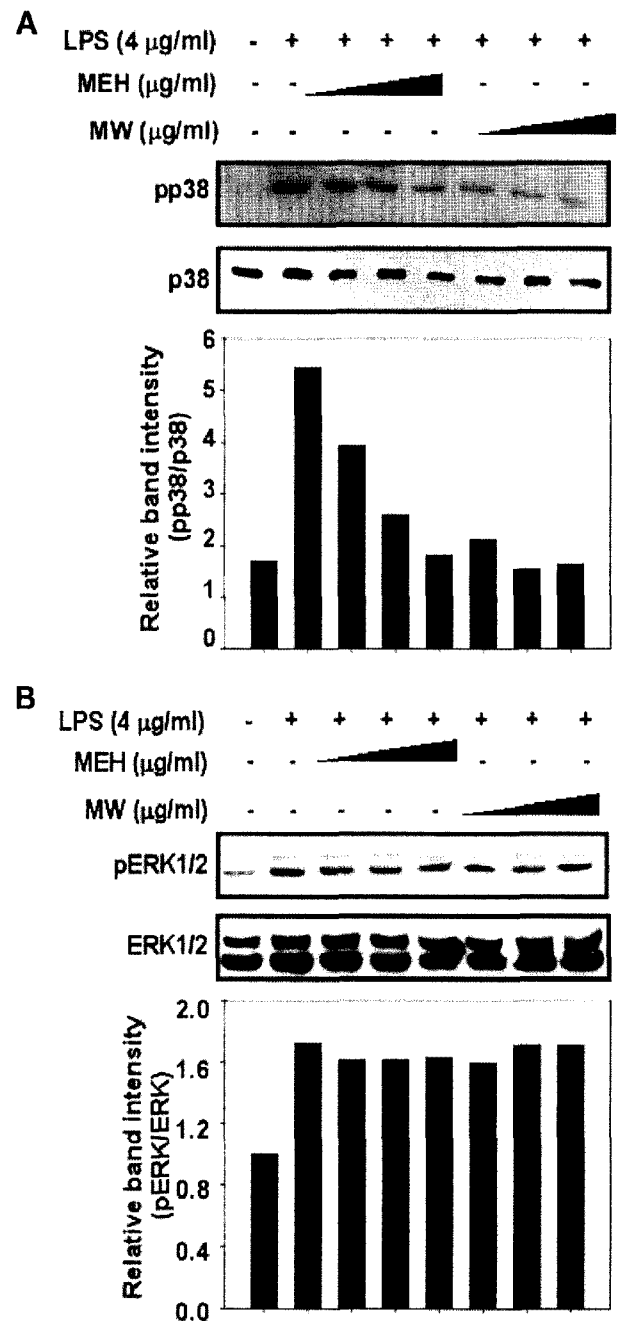 A
LPS (4 μg/ml) - + + + + + + +
MEH (μg/ml) - - - - -
MW (μg/ml) - - - - -
pp38
p38
Relative band intensity
(pp38/p38)
6
5
4
3
2
1
0
B
LPS (4 μg/ml) - + + + + + + +
MEH (μg/ml) - - - - -
MW (μg/ml) - - - - -
pERK1/2
ERK1/2
Relative band intensity
(pERK/ERK)
2.0
1.6
1.2
0.8
0.4
0.0